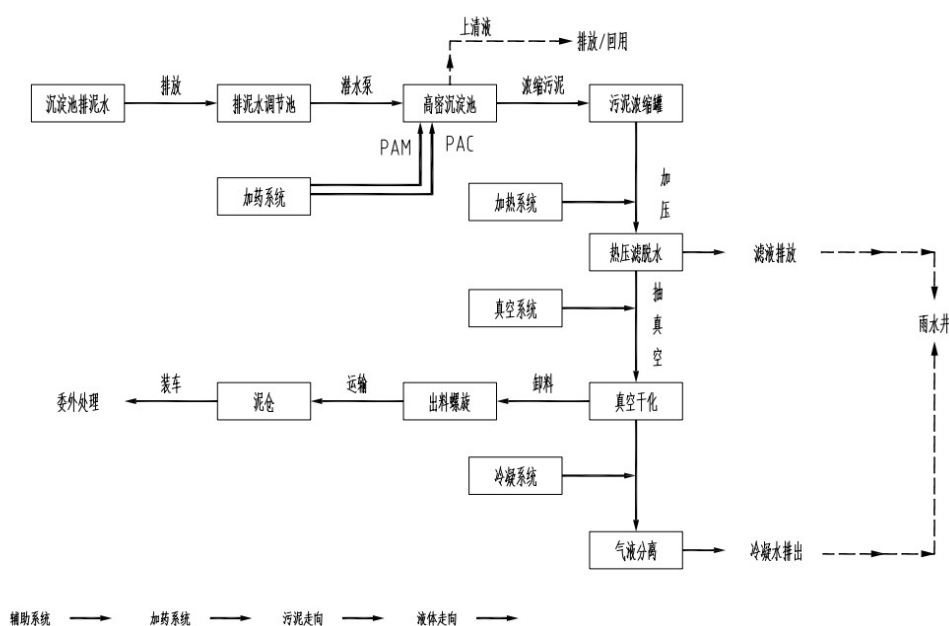 上清液
排放/回用
沉淀池排泥水
排放
排泥水调节池
潜水泵
高密沉淀池
浓缩污泥
污泥浓缩罐
PAM
PAC
加药系统
加热系统
加压
热压滤脱水
滤液排放
真空系统
抽真空
雨水井
委外处理
装车
泥仓
运输
出料螺旋
卸料
真空干化
冷凝系统
气液分离
冷凝水排出
辅助系统
加药系统
污泥走向
液体走向